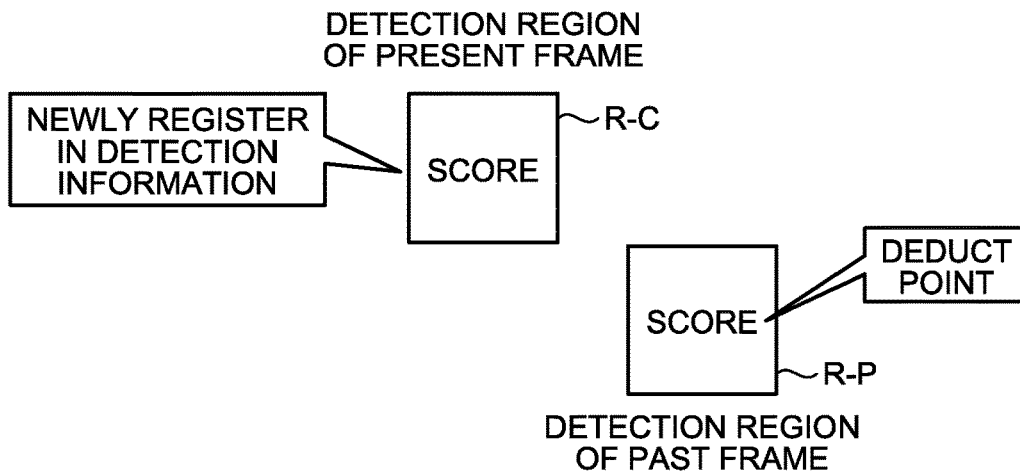 DETECTION REGION
OF PRESENT FRAME
NEWLY REGISTER
IN DETECTION
INFORMATION
SCORE
R-C
SCORE
DEDUCT
POINT
R-P
DETECTION REGION
OF PAST FRAME